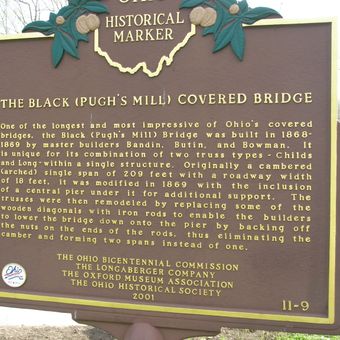 OHIO
HISTORICAL
MARKER
THE BLACK (PUGH'S MILL) COVERED BRIDGE
One of the longest and most impressive of Ohio's covered
bridges, the Black (Pugh's Mill) Bridge was built in 1868-
1869 by master builders Bandin, Butin, and Bowman. It
is unique for its combination of two truss types - Childs
and Long-within a single structure. Originally a cambered
(arched) single span of 209 feet with a roadway width
of 18 feet, it was modified in 1869 with the inclusion
of a central pier under it for additional support. The
trusses were then remodeled by replacing some of the
wooden diagonals with iron rods to enable the builders
to lower the bridge down onto the pier by backing off
the nuts on the ends of the rods, thus eliminating the
camber and forming two spans instead of one.
THE OHIO BICENTENNIAL COMMISSION
THE LONGABERGER COMPANY
THE OXFORD MUSEUM ASSOCIATION
THE OHIO HISTORICAL SOCIETY
2001
11-9
Ohio